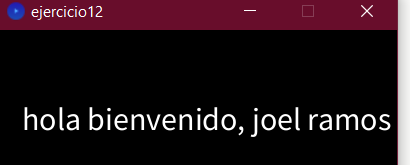 ejercicio12
hola bienvenido, joel ramos